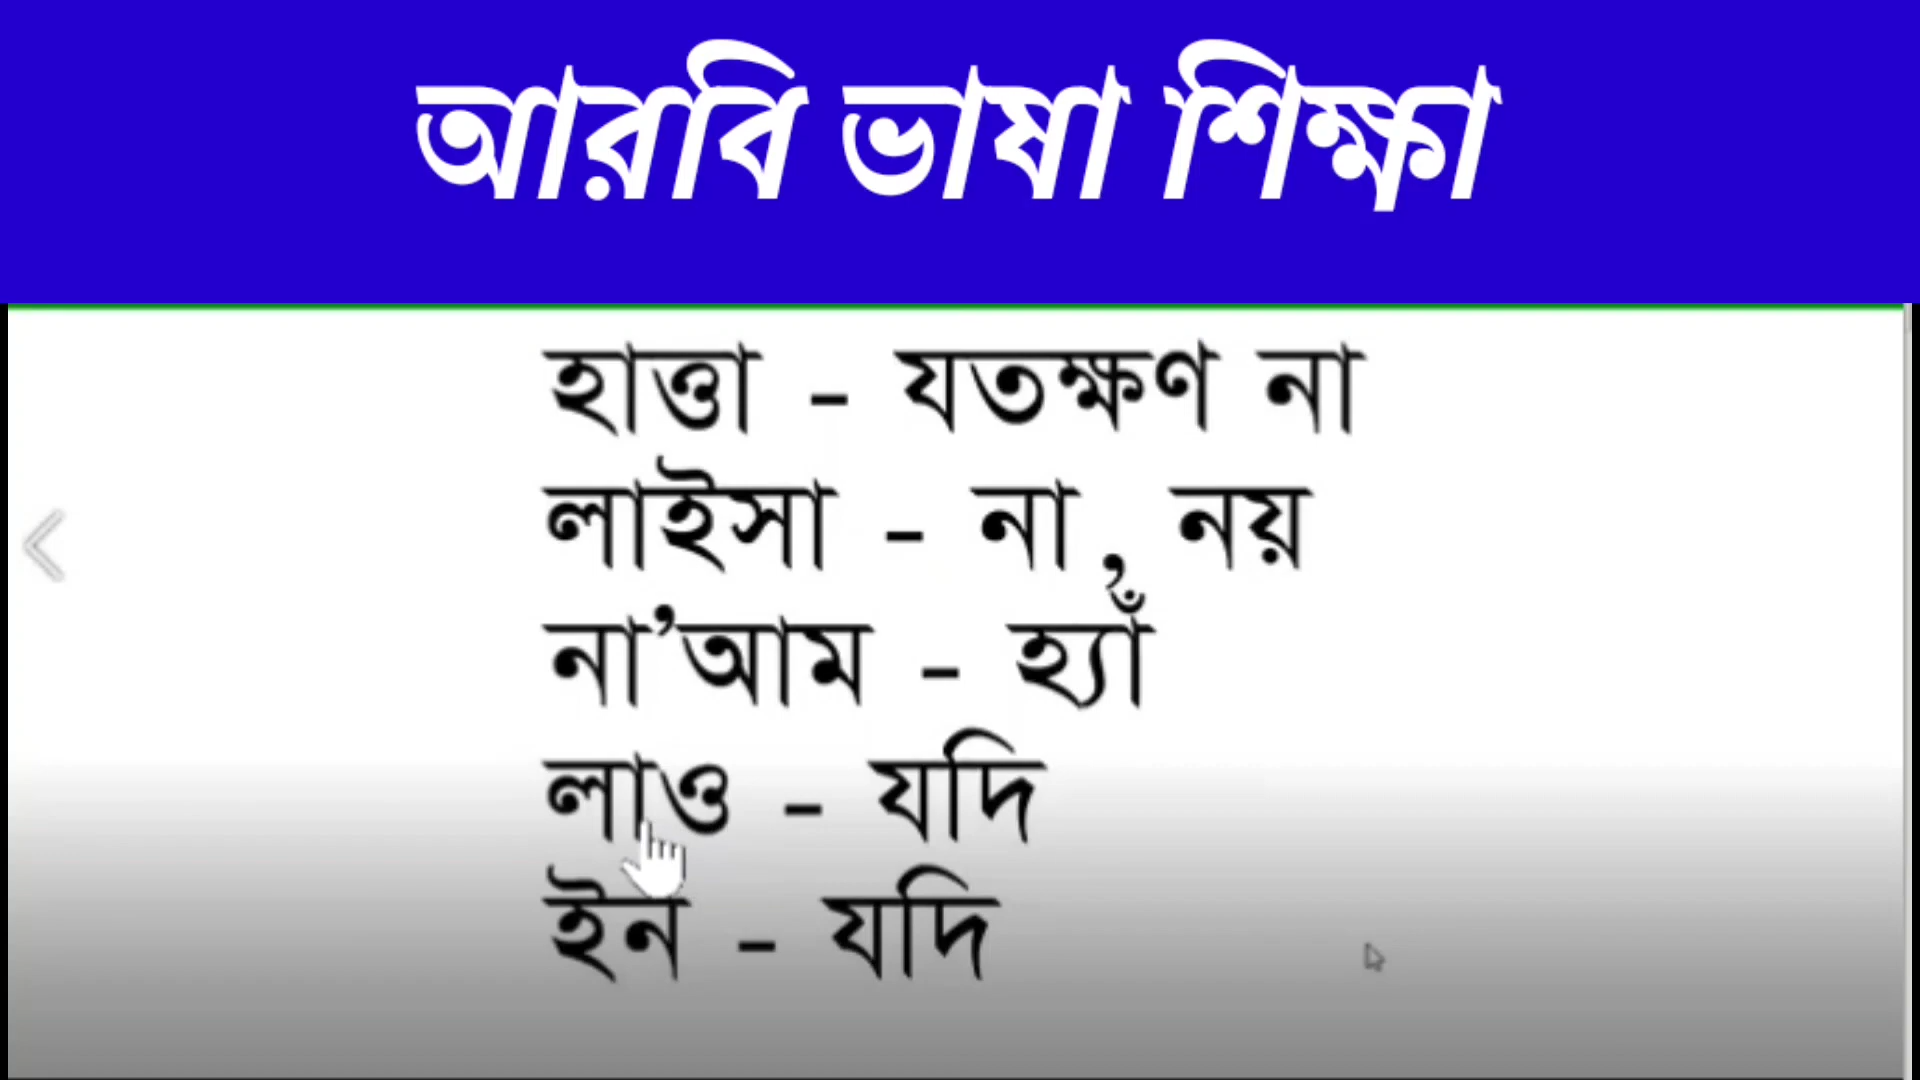 আরবি ভাষা শিক্ষা
হাত্তা - যতক্ষণ না
লাইসা - না, নয়
না’আম - হ্যাঁ
লাও - যদি
ইন - যদি